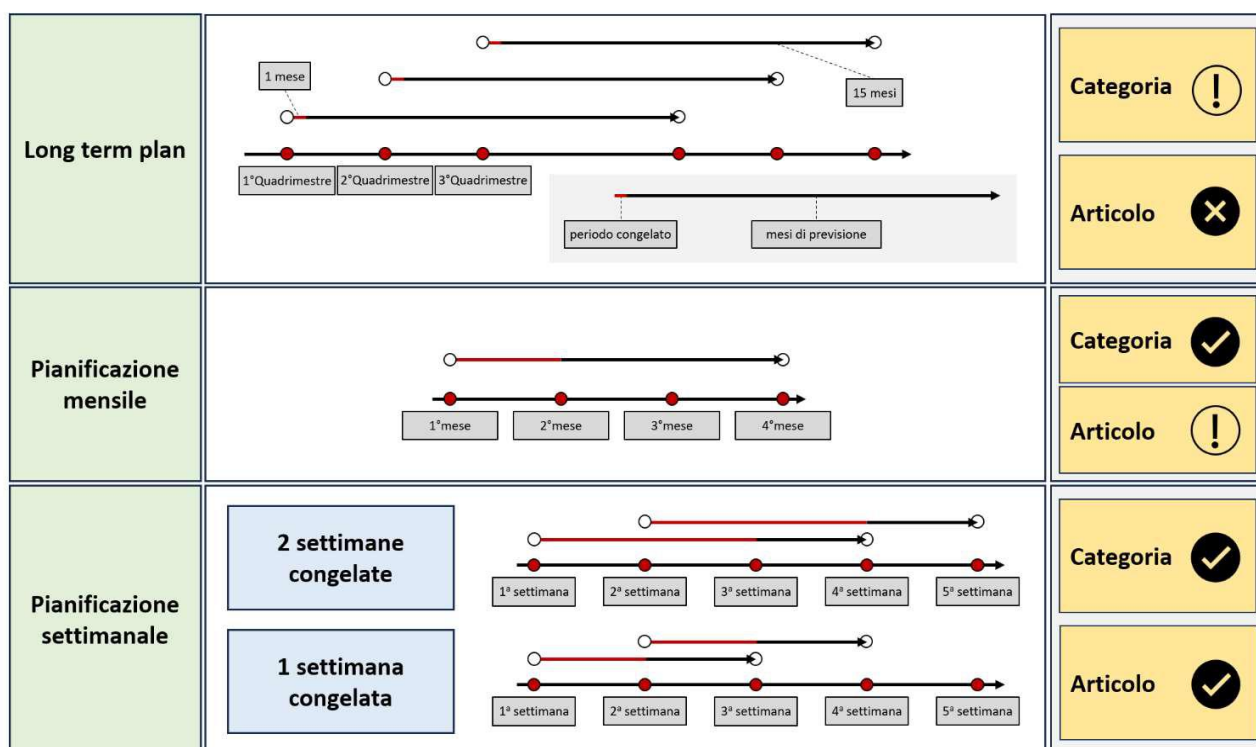 Long term plan
1 mese
15 mesi
1°Quadrimestre
2°Quadrimestre
3°Quadrimestre
periodo congelato
mesi di previsione
Categoria
Articolo
Pianificazione
mensile
1°mese
2°mese
3°mese
4°mese
Categoria
Articolo
Pianificazione
settimanale
2 settimane
congelate
1ª settimana
2ª settimana
3ª settimana
4ª settimana
5ª settimana
1 settimana
congelata
1ª settimana
2ª settimana
3ª settimana
4ª settimana
5ª settimana
Categoria
Articolo